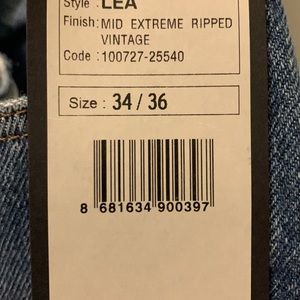 Style : LEA
Finish: MID EXTREME RIPPED
VINTAGE
Code : 100727-25540
Size : 34 / 36
8 681634 900397